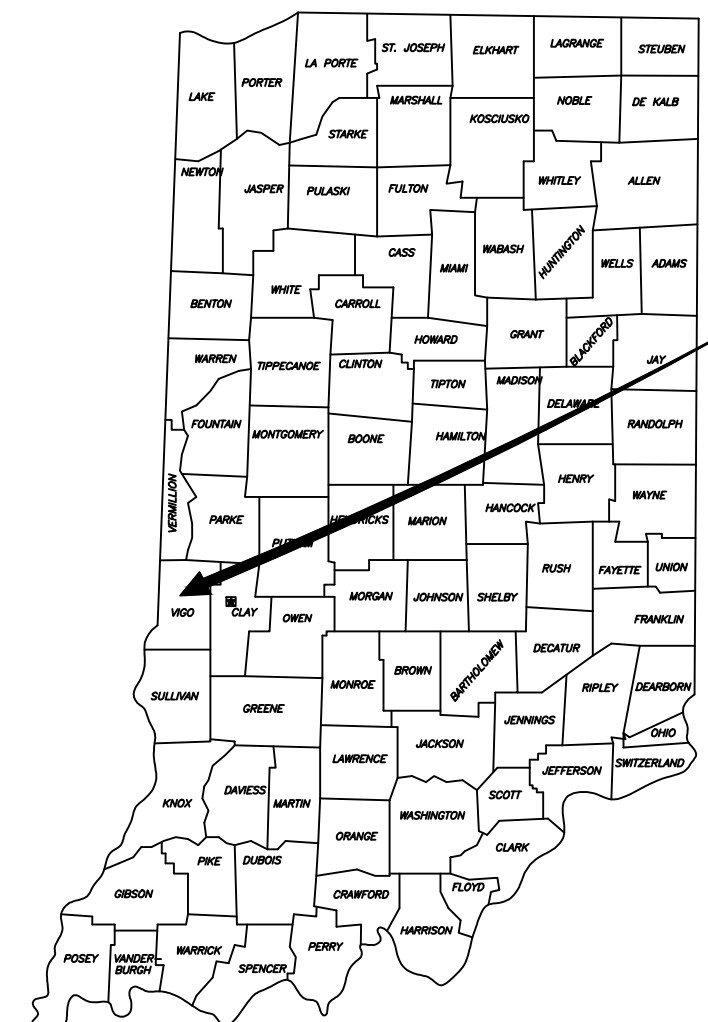 ST. JOSEPH
LAGRANGE
STEUBEN
ELKHART
LA PORTE
PORTER
LAKE
MARSHALL
NOBLE
DE KALB
KOSCIUSKO
STARKE
NEWTON
JASPER
PULASKI
FULTON
WHITLEY
ALLEN
CASS
WABASH
HUNTINGTON
MIAMI
WELLS
ADAMS
WHITE
BENTON
CARROLL
HOWARD
GRANT
BLACKFORD
JAY
WARREN
TIPPECANOE
CLINTON
TIPTON
MADISON
DELAWARE
FOUNTAIN
MONTGOMERY
BOONE
HAMILTON
RANDOLPH
VERMILLION
HENRY
WAYNE
PARKE
HENDRICKS
MARION
HANCOCK
PUTNAM
RUSH
FAYETTE
UNION
VIGO
CLAY
OWEN
MORGAN
JOHNSON
SHELBY
FRANKLIN
DECATUR
SULLIVAN
MONROE
BROWN
BARTHOLOMEW
RIPLEY
DEARBORN
GREENE
JENNINGS
OHIO
JACKSON
LAWRENCE
JEFFERSON
SWITZERLAND
KNOX
DAVIESS
MARTIN
SCOTT
WASHINGTON
ORANGE
CLARK
PIKE
DUBOIS
GIBSON
CRAWFORD
FLOYD
HARRISON
POSEY
VANDER-
BURGH
WARRICK
SPENCER
PERRY